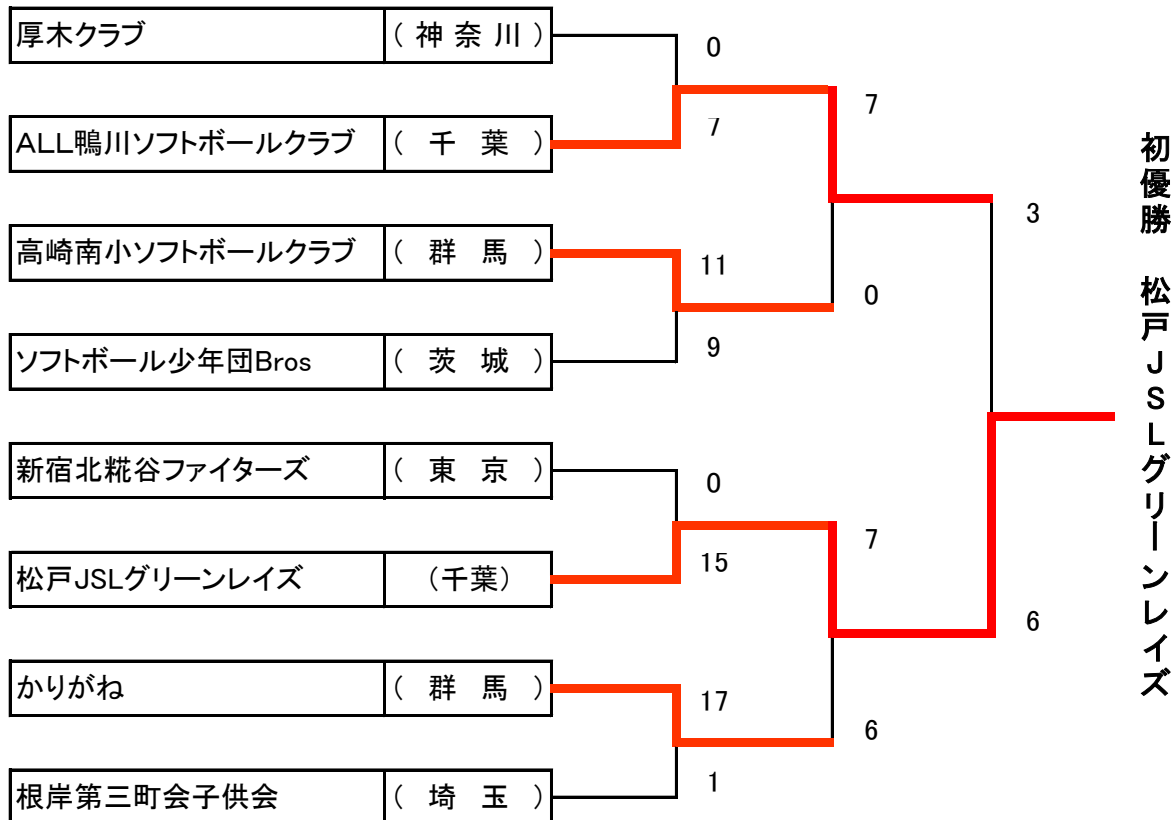 厚木クラブ (神奈川)
0
7
ALL鴨川ソフトボールクラブ (千葉)
7
3
高崎南小ソフトボールクラブ (群馬)
11
0
9
ソフトボール少年団Bros (茨城)
新宿北糀谷ファイターズ (東京)
0
7
15
松戸JSLグリーンレイズ (千葉)
6
かりがね (群馬)
17
6
1
根岸第三町会子供会 (埼玉)
初優勝 松戸JSLグリーンレイズ